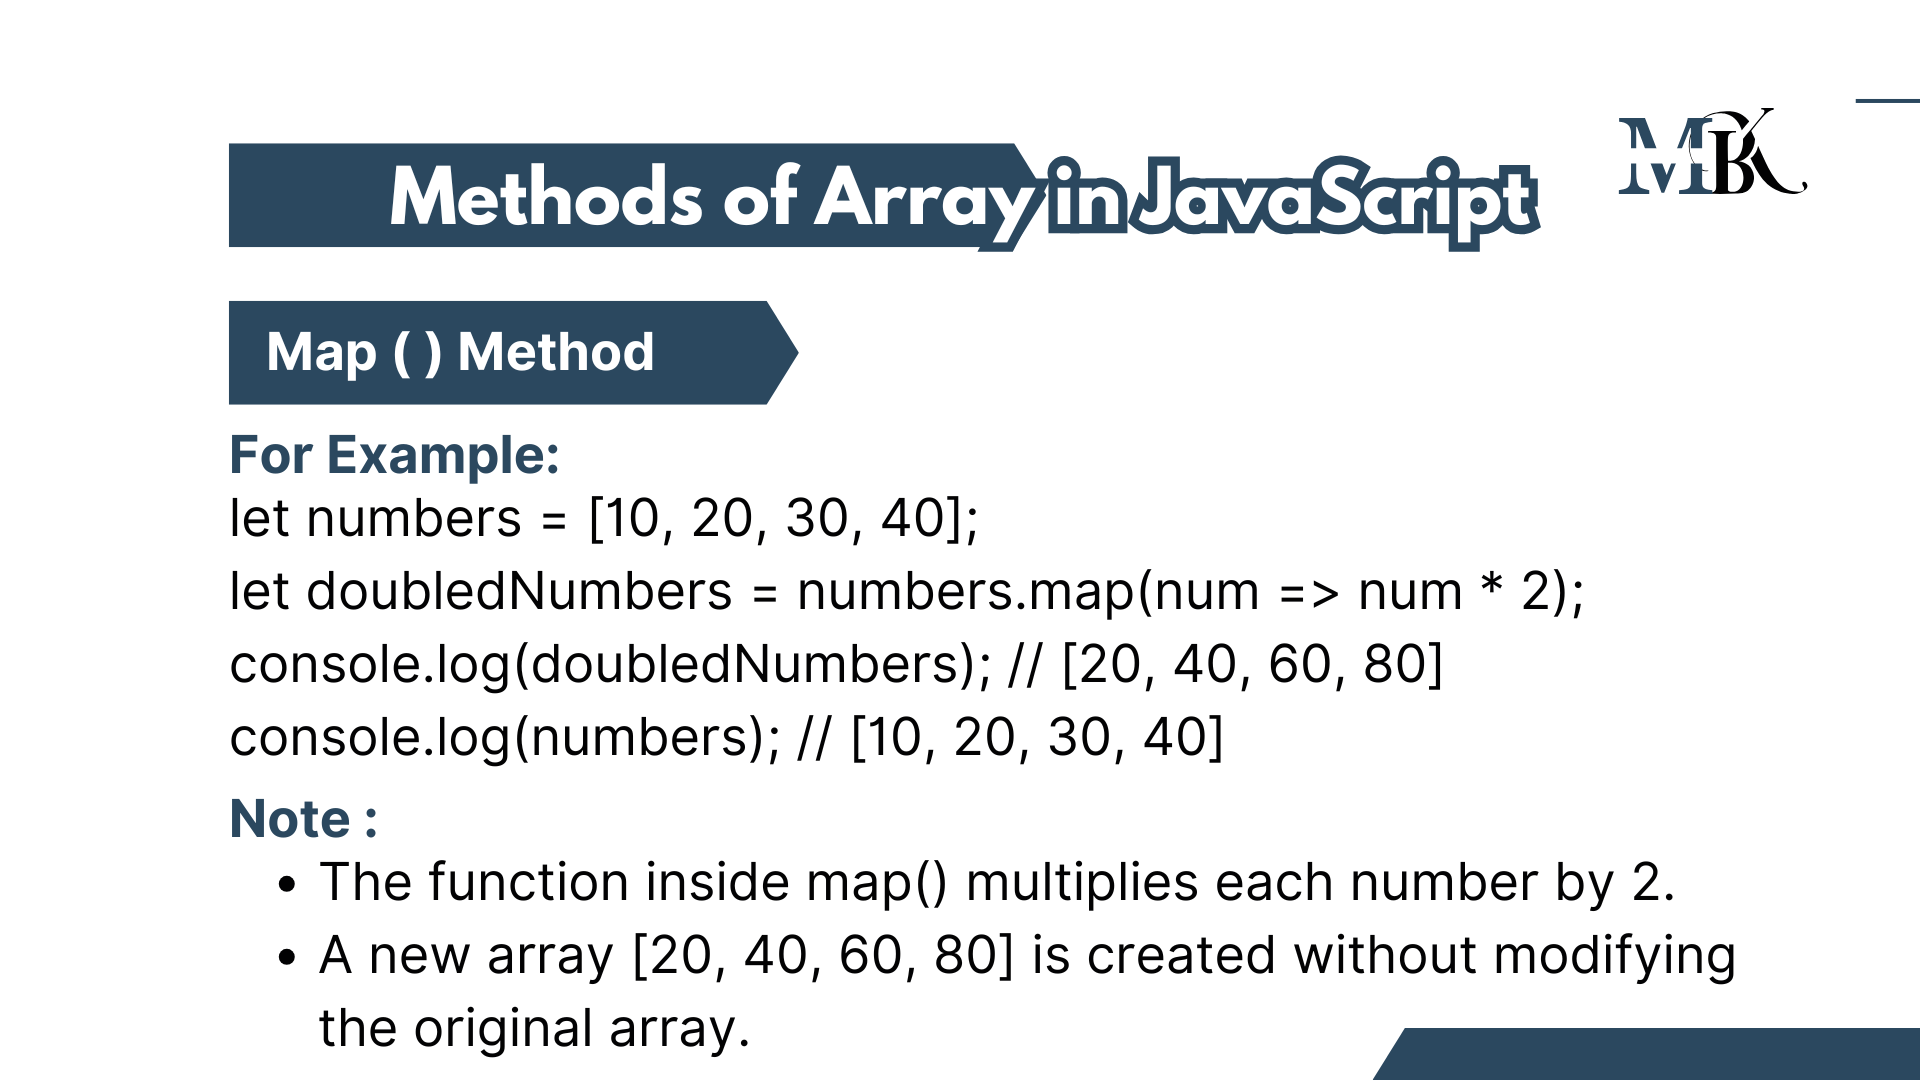 MBK
Methods of Array in JavaScript
Map ( ) Method
For Example:
let numbers = [10, 20, 30, 40];
let doubledNumbers = numbers.map(num => num * 2);
console.log(doubledNumbers); // [20, 40, 60, 80]
console.log(numbers); // [10, 20, 30, 40]
Note :
• The function inside map() multiplies each number by 2.
• A new array [20, 40, 60, 80] is created without modifying
the original array.